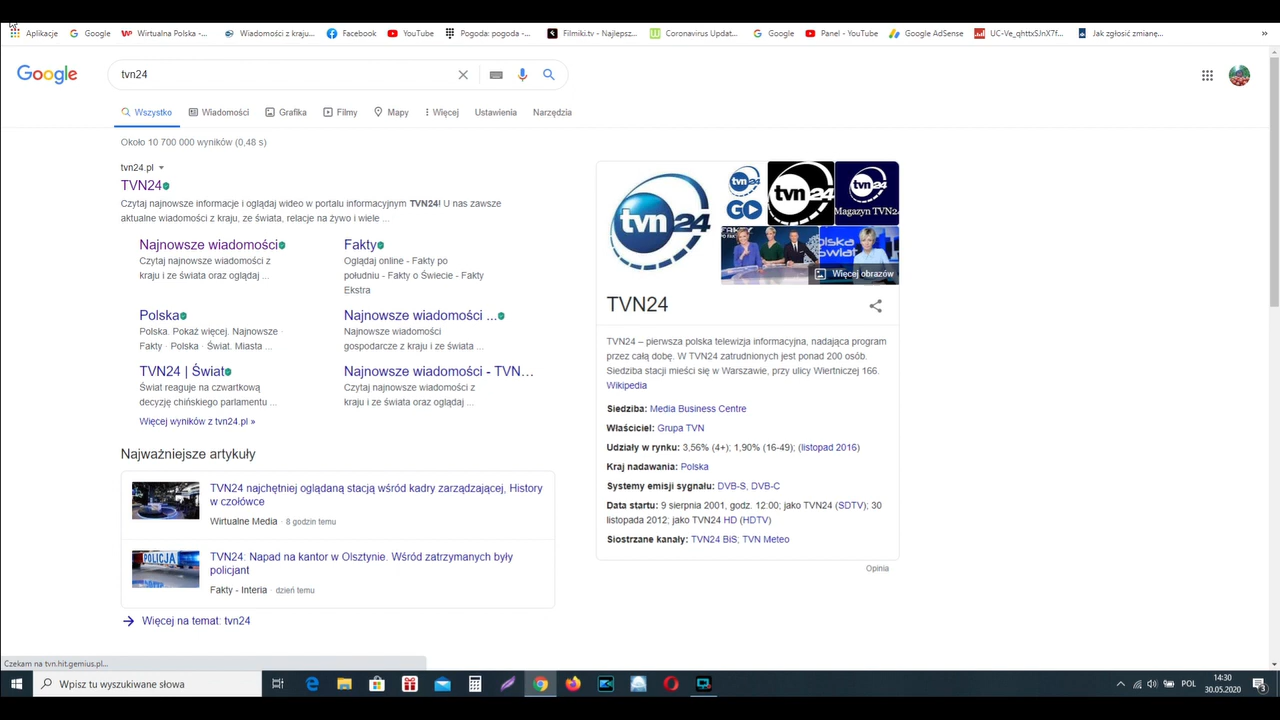 Aplikacje Google Wirtualna Polska -... Wiadomości z kraju,... Facebook YouTube Pogoda: pogoda -... Filmiki.tv - Najlepsz... Coronavirus Updat... Google Panel - YouTube Google AdSense UC-Ve_qhttxSJnX7f... Jak zgłosić zmianę,... »
Google
tvn24
Wszystko Wiadomości Grafika Filmy Mapy Więcej Ustawienia Narzędzia
Około 10 700 000 wyników (0,48 s)
tvn24.pl
TVN24
Czytaj najnowsze informacje i oglądaj wideo w portalu informacyjnym TVN24! U nas zawsze
aktualne wiadomości z kraju, ze świata, relacje na żywo i wiele ...
Najnowsze wiadomości
Czytaj najnowsze wiadomości z
kraju i ze świata oraz oglądaj ...
Fakty
Oglądaj online - Fakty po
południu - Fakty o Świecie - Fakty
Ekstra
Polska
Polska. Pokaż więcej. Najnowsze ·
Fakty · Polska · Świat. Miasta ...
Najnowsze wiadomości ...
Najnowsze wiadomości
gospodarcze z kraju i ze świata ...
TVN24 | Świat
Świat reaguje na czwartkową
decyzję chińskiego parlamentu ...
Najnowsze wiadomości - TVN...
Czytaj najnowsze wiadomości z
kraju i ze świata oraz oglądaj ...
Więcej wyników z tvn24.pl »
Najważniejsze artykuły
TVN24 najchętniej oglądaną stacją wśród kadry zarządzającej, History
w czołówce
Wirtualne Media · 8 godzin temu
POLICJA
TVN24: Napad na kantor w Olsztynie. Wśród zatrzymanych były
policjant
Fakty - Interia · dzień temu
Więcej na temat: tvn24
tvn24
tvn24
GO
tvn24
tvn24
Magazyn TVN24
FAKTY
PO FAK
polska
świat
Więcej obrazów
TVN24
TVN24 – pierwsza polska telewizja informacyjna, nadająca program
przez całą dobę. W TVN24 zatrudnionych jest ponad 200 osób.
Siedziba stacji mieści się w Warszawie, przy ulicy Wiertniczej 166.
Wikipedia
Siedziba: Media Business Centre
Właściciel: Grupa TVN
Udziały w rynku: 3,56% (4+); 1,90% (16-49); (listopad 2016)
Kraj nadawania: Polska
Systemy emisji sygnału: DVB-S, DVB-C
Data startu: 9 sierpnia 2001, godz. 12:00; jako TVN24 (SDTV); 30
listopada 2012; jako TVN24 HD (HDTV)
Siostrzane kanały: TVN24 BiS; TVN Meteo
Opinia
Czekam na tvn.hit.gemius.pl...
Wpisz tu wyszukiwane słowa
POL
14:30
30.05.2020
3